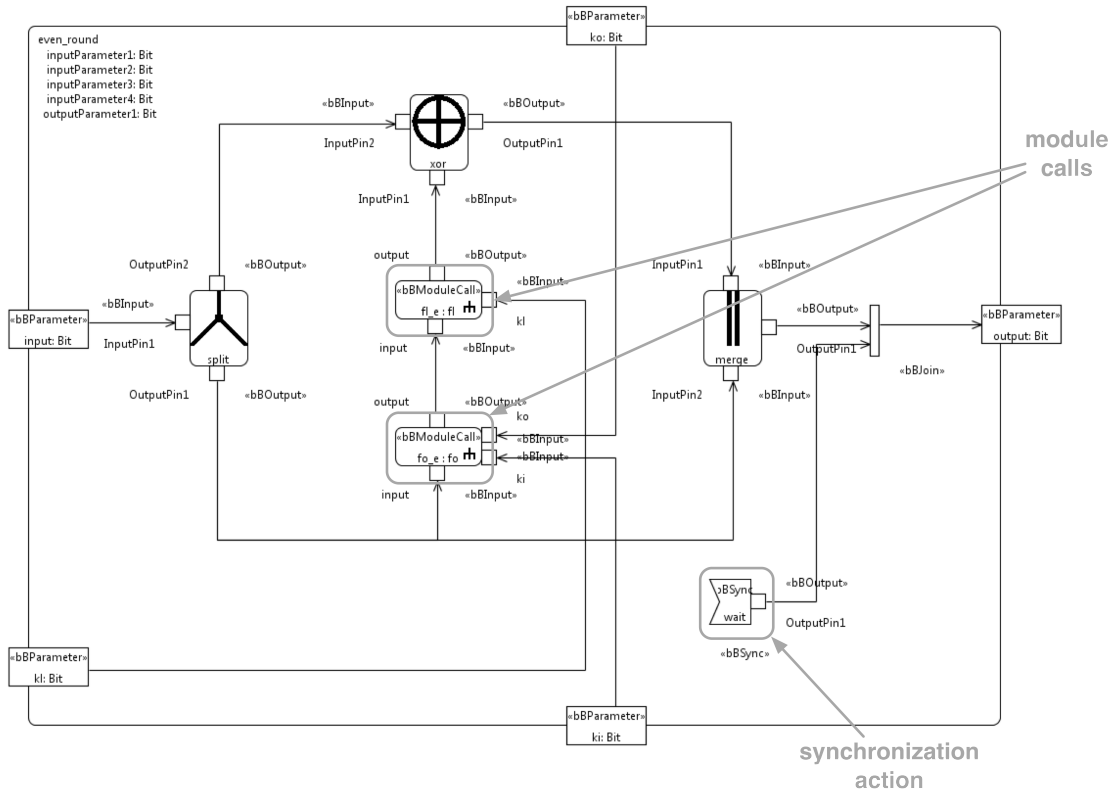 «bBParameter»
ko: Bit
even_round
inputParameter1: Bit
inputParameter2: Bit
inputParameter3: Bit
inputParameter4: Bit
outputParameter1: Bit
«bBInput»
InputPin2
xor
«bBOutput»
OutputPin1
module
calls
InputPin1
«bBInput»
OutputPin2
«bBOutput»
output
«bBOutput»
«bBModuleCall»
fl_e : fl
«bBInput»
kl
input
«bBInput»
InputPin1
«bBInput»
«bBParameter»
input: Bit
«bBInput»
InputPin1
split
OutputPin1
«bBOutput»
merge
«bBOutput»
OutputPin1
InputPin2
«bBInput»
«bBJoin»
«bBParameter»
output: Bit
output
«bBOutput»
ko
«bBModuleCall»
fo_e : fo
«bBInput»
«bBInput»
ki
input
«bBInput»
bBSync
wait
«bBOutput»
OutputPin1
«bBSync»
«bBParameter»
kl: Bit
«bBParameter»
ki: Bit
synchronization
action